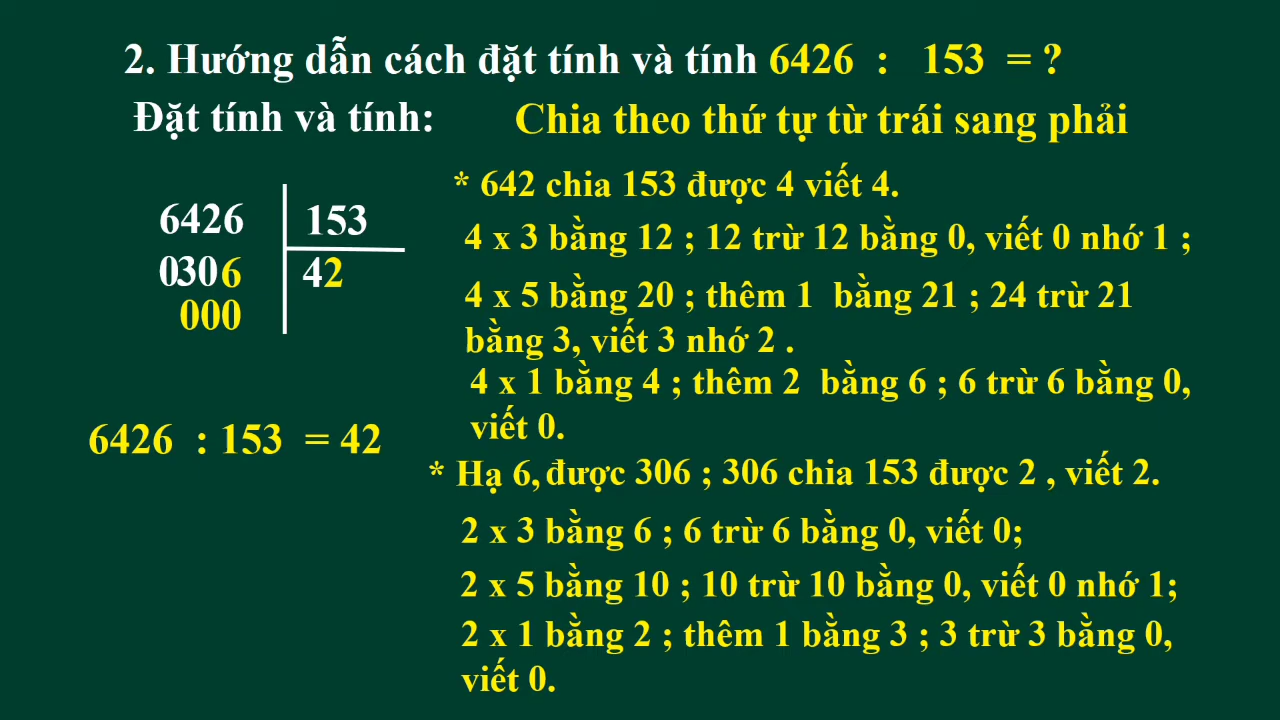 2. Hướng dẫn cách đặt tính và tính 6426 : 153 = ?
Đặt tính và tính: Chia theo thứ tự từ trái sang phải
6426 153
0306 42
000
6426 : 153 = 42
* 642 chia 153 được 4 viết 4.
4 x 3 bằng 12 ; 12 trừ 12 bằng 0, viết 0 nhớ 1 ;
4 x 5 bằng 20 ; thêm 1 bằng 21 ; 24 trừ 21
bằng 3, viết 3 nhớ 2 .
4 x 1 bằng 4 ; thêm 2 bằng 6 ; 6 trừ 6 bằng 0,
viết 0.
* Hạ 6, được 306 ; 306 chia 153 được 2 , viết 2.
2 x 3 bằng 6 ; 6 trừ 6 bằng 0, viết 0;
2 x 5 bằng 10 ; 10 trừ 10 bằng 0, viết 0 nhớ 1;
2 x 1 bằng 2 ; thêm 1 bằng 3 ; 3 trừ 3 bằng 0,
viết 0.